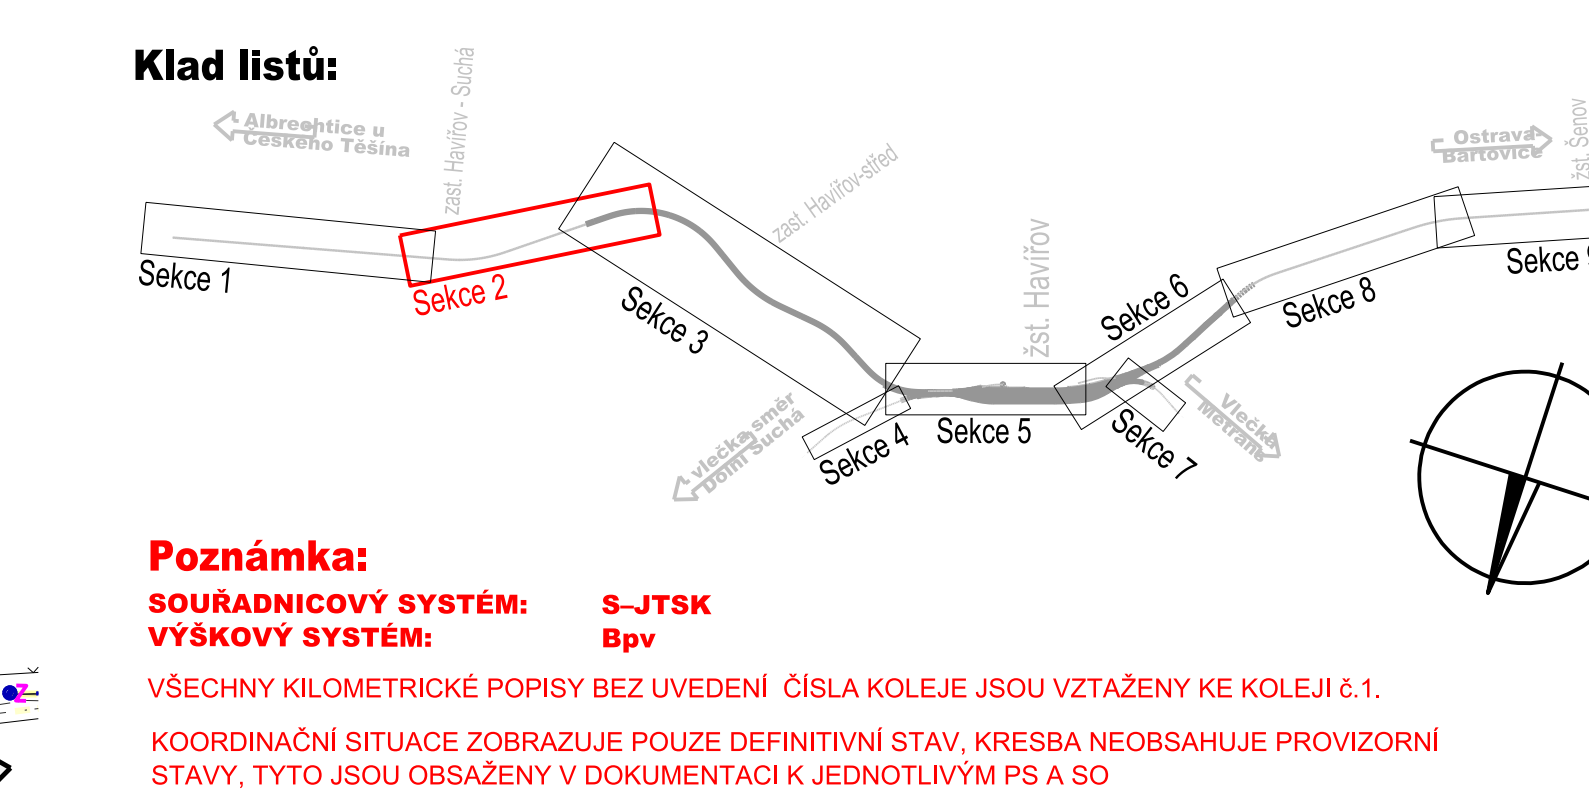 Klad listů:
Albrechtice u
Českého Těšína
zast. Havířov - Suchá
zast. Havířov-střed
žst. Havířov
Ostrava-
Bartovice
žst. Šenov
Sekce 1
Sekce 2
Sekce 3
Sekce 4
Sekce 5
Sekce 6
Sekce 7
Sekce 8
Sekce 9
vlečka směr
Dolní Suchá
Vlečka
Metrans
Poznámka:
SOUŘADNICOVÝ SYSTÉM: S–JTSK
VÝŠKOVÝ SYSTÉM: Bpv
VŠECHNY KILOMETRICKÉ POPISY BEZ UVEDENÍ ČÍSLA KOLEJE JSOU VZTAŽENY KE KOLEJI č.1.
KOORDINAČNÍ SITUACE ZOBRAZUJE POUZE DEFINITIVNÍ STAV, KRESBA NEOBSAHUJE PROVIZORNÍ
STAVY, TYTO JSOU OBSAŽENY V DOKUMENTACI K JEDNOTLIVÝM PS A SO
Z